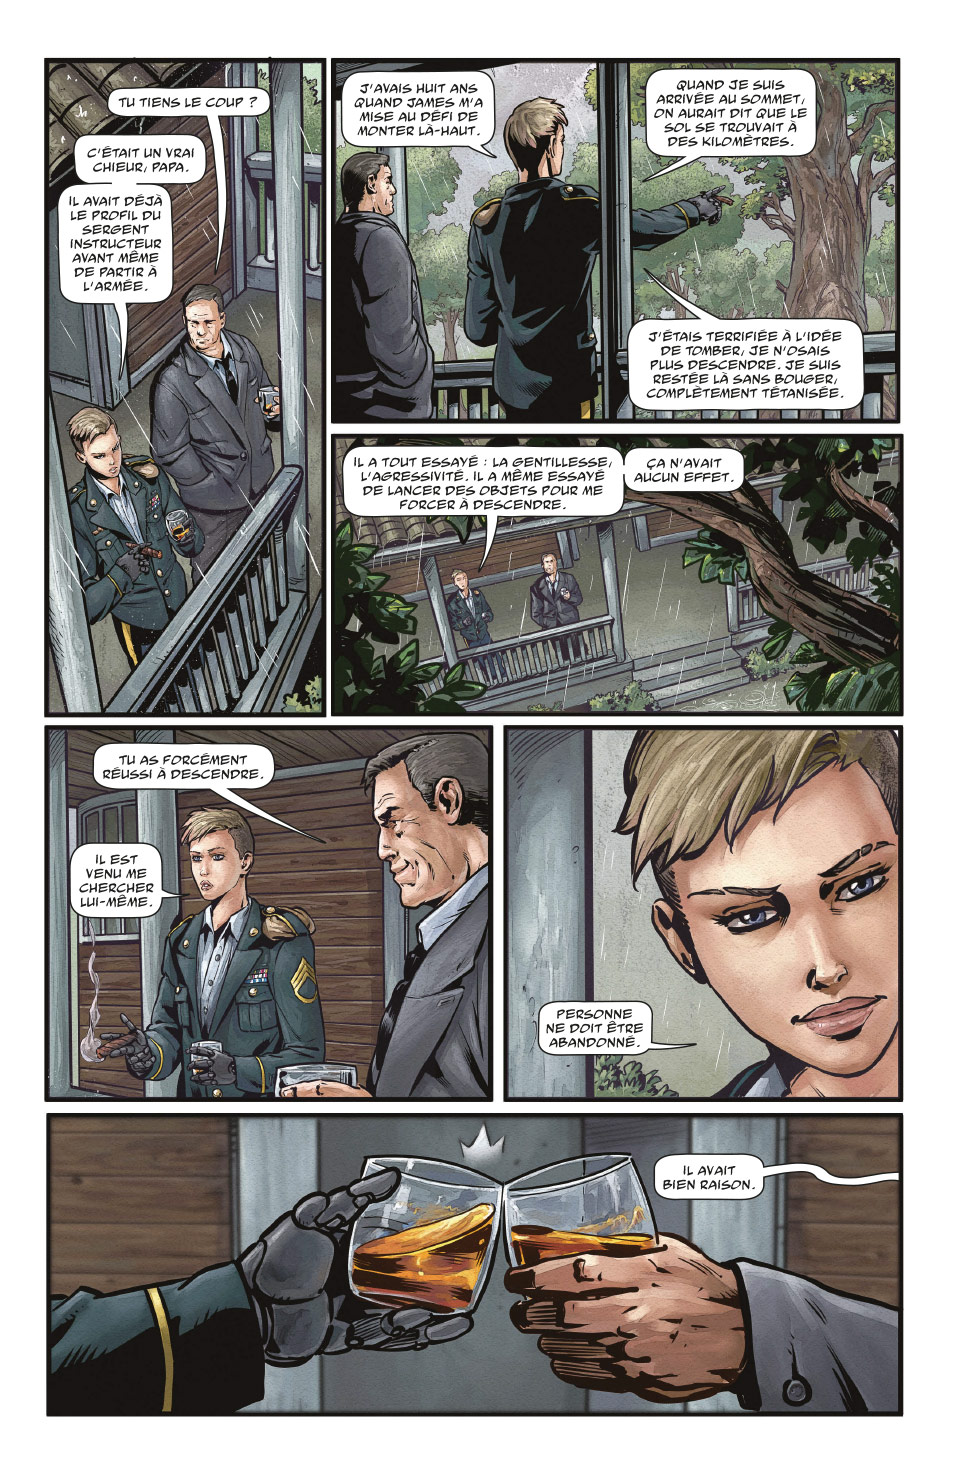 TU TIENS LE COUP ?
C'ÉTAIT UN VRAI
CHIEUR, PAPA.
IL AVAIT DÉJÀ
LE PROFIL DU
SERGENT
INSTRUCTEUR
AVANT MÊME
DE PARTIR À
L'ARMÉE.
J'AVAIS HUIT ANS
QUAND JAMES M'A
MISE AU DÉFI DE
MONTER LÀ-HAUT.
QUAND JE SUIS
ARRIVÉE AU SOMMET,
ON AURAIT DIT QUE LE
SOL SE TROUVAIT À
DES KILOMÈTRES.
J'ÉTAIS TERRIFIÉE À L'IDÉE
DE TOMBER, JE N'OSAIS
PLUS DESCENDRE. JE SUIS
RESTÉE LÀ SANS BOUGER,
COMPLÈTEMENT TÉTANISÉE.
IL A TOUT ESSAYÉ : LA GENTILLESSE,
L'AGRESSIVITÉ. IL A MÊME ESSAYÉ
DE LANCER DES OBJETS POUR ME
FORCER À DESCENDRE.
ÇA N'AVAIT
AUCUN EFFET.
TU AS FORCÉMENT
RÉUSSI À DESCENDRE.
IL EST
VENU ME
CHERCHER
LUI-MÊME.
PERSONNE
NE DOIT ÊTRE
ABANDONNÉ.
IL AVAIT
BIEN RAISON.